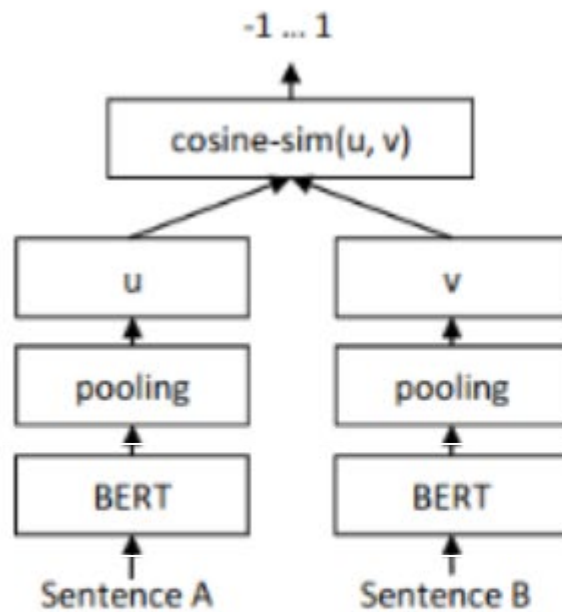 -1 ... 1
cosine-sim(u, v)
u v
pooling pooling
BERT BERT
Sentence A Sentence B